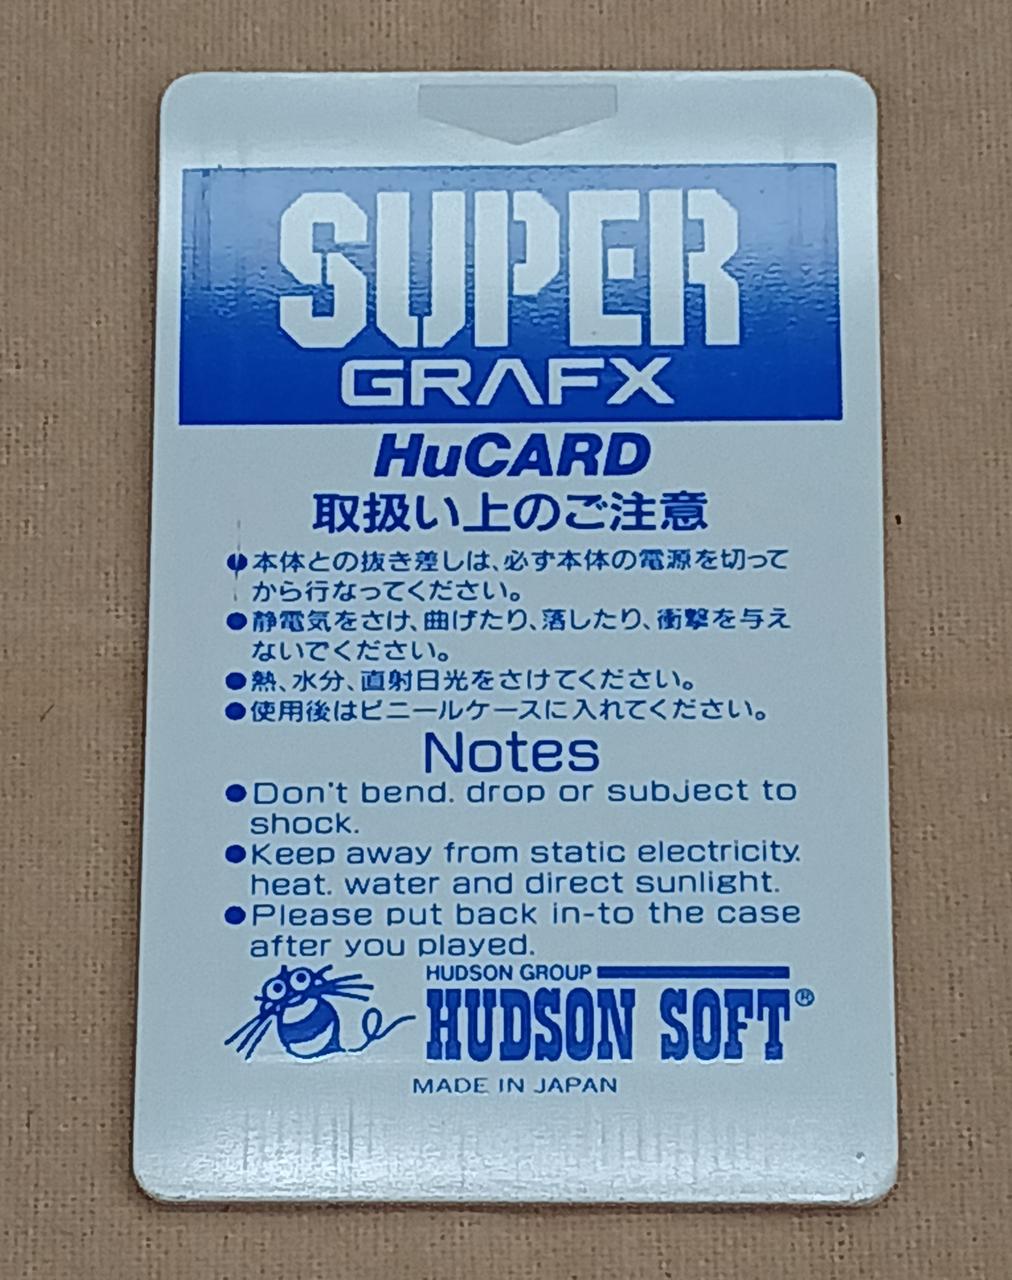 SUPER
GRAFX
HuCARD
取扱い上のご注意
●本体との抜き差しは、必ず本体の電源を切って
から行なってください。
●静電気をさけ、曲げたり、落したり、衝撃を与え
ないでください。
●熱、水分、直射日光をさけてください。
●使用後はビニールケースに入れてください。
Notes
●Don't bend. drop or subject to
shock.
●Keep away from static electricity.
heat. water and direct sunlight.
●Please put back in-to the case
after you played.
HUDSON GROUP
HUDSON SOFT®
MADE IN JAPAN